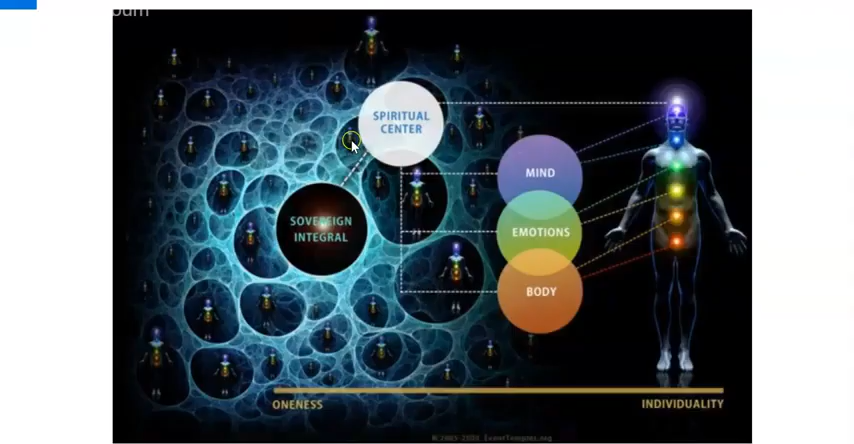 SPIRITUAL
CENTER
MIND
SOVEREIGN
INTEGRAL
EMOTIONS
BODY
ONENESS
INDIVIDUALITY